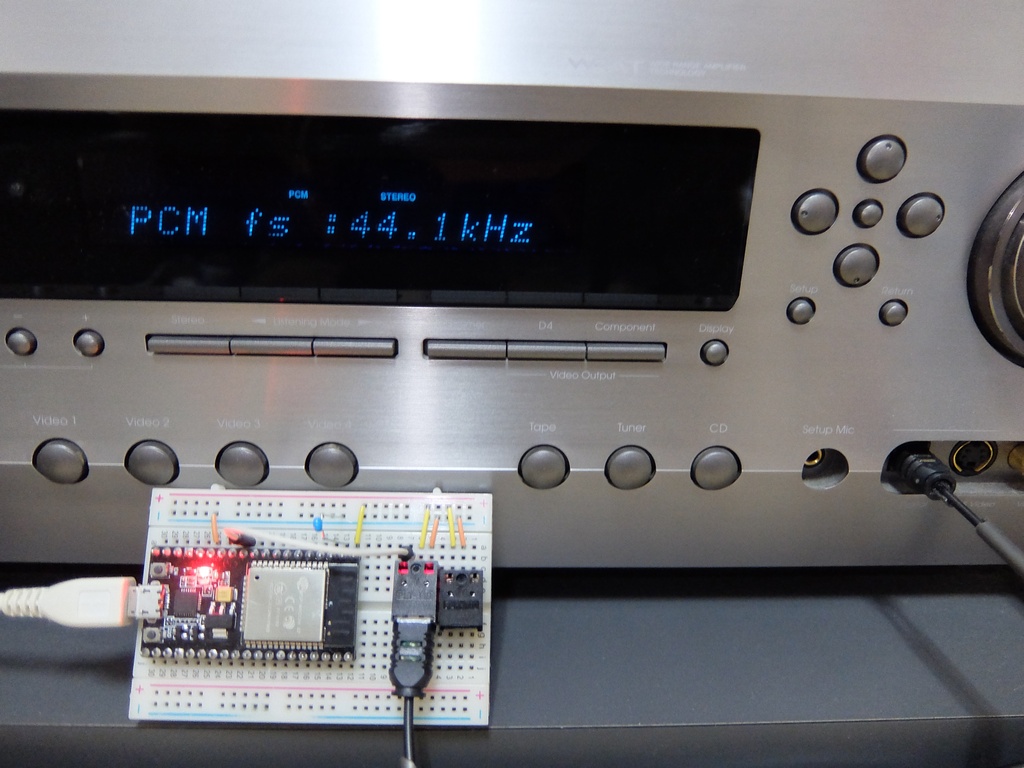 TECHNOLOGY
PCM STEREO
PCM fs :44.1kHz
Setup Return
- +
Stereo Listening Mode
D4 Component Display
Video Output
Video 1 Video 2 Video 3 Video 4 Tape Tuner CD Setup Mic